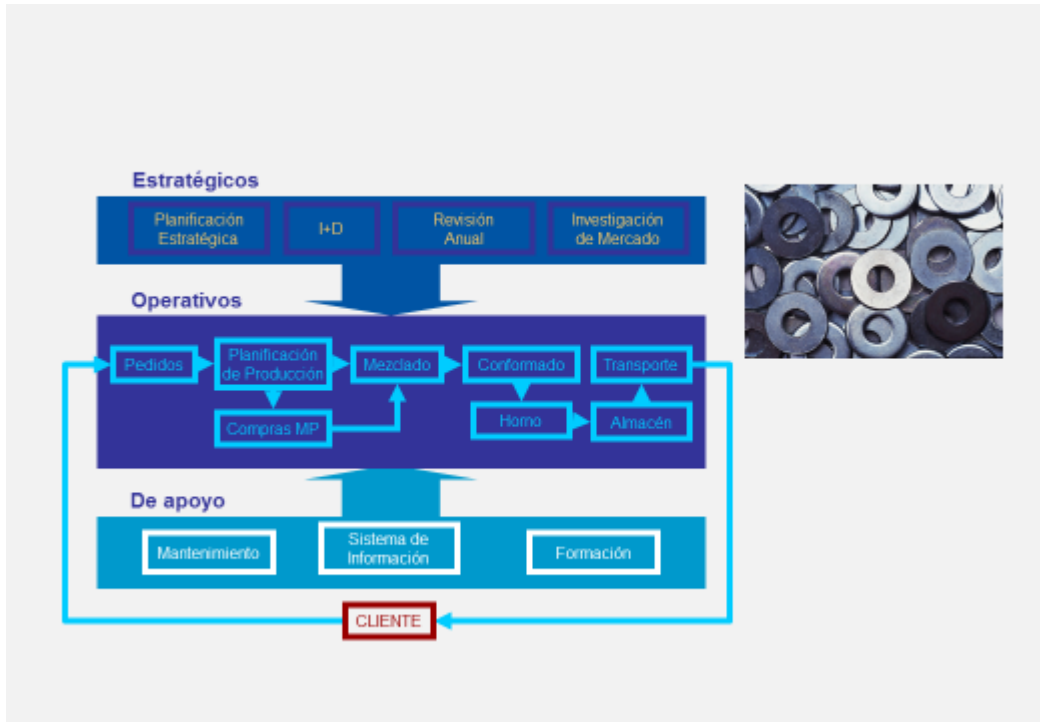 Estratégicos
Planificación
Estratégica
I+D
Revisión
Anual
Investigación
de Mercado
Operativos
Pedidos
Planificación
de Producción
Mezclado
Conformado
Transporte
Compras MP
Horno
Almacén
De apoyo
Mantenimiento
Sistema de
Información
Formación
CLIENTE